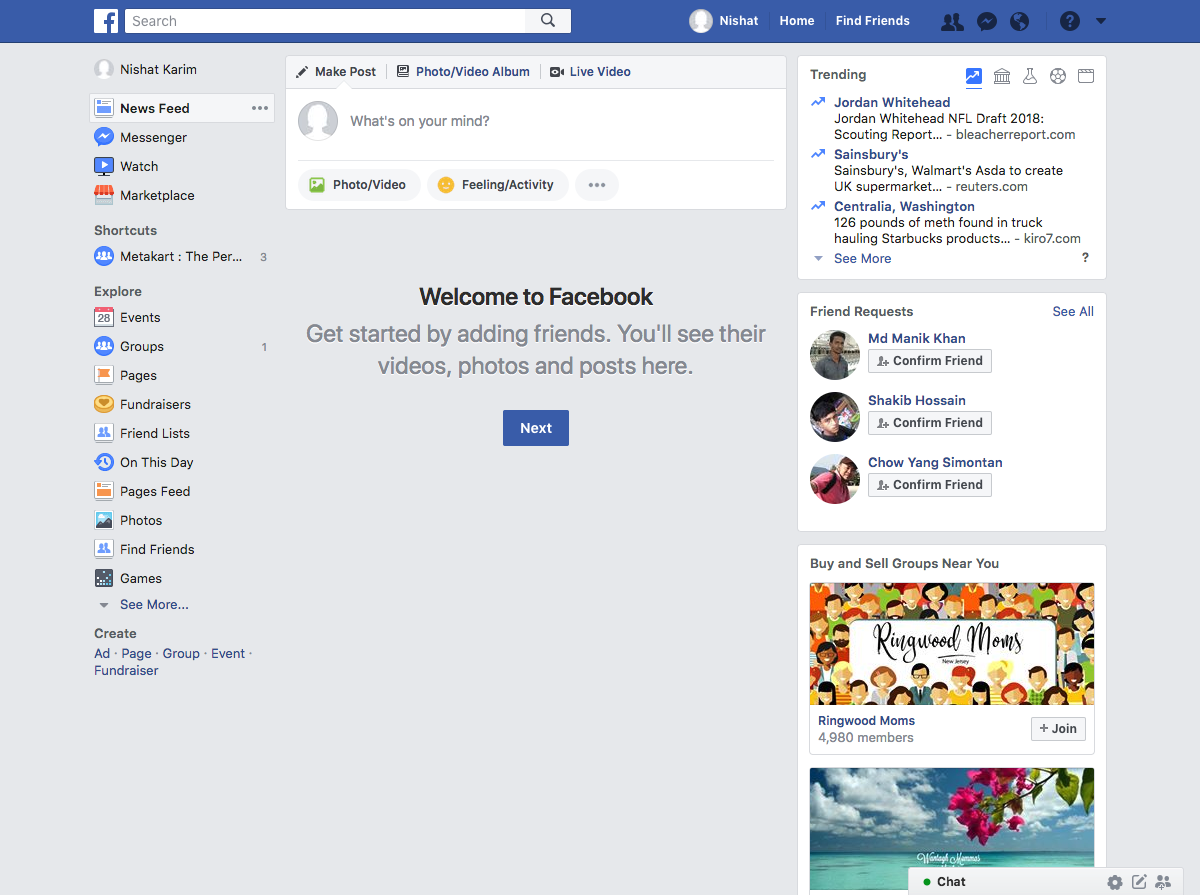 Search
Nishat
Home
Find Friends
Nishat Karim
News Feed
Messenger
Watch
Marketplace
Shortcuts
Metakart : The Per... 3
Explore
28 Events
Groups 1
Pages
Fundraisers
Friend Lists
On This Day
Pages Feed
Photos
Find Friends
Games
See More...
Create
Ad · Page · Group · Event ·
Fundraiser
Make Post
Photo/Video Album
Live Video
What's on your mind?
Photo/Video
Feeling/Activity
Welcome to Facebook
Get started by adding friends. You'll see their
videos, photos and posts here.
Next
Trending
Jordan Whitehead
Jordan Whitehead NFL Draft 2018:
Scouting Report... - bleacherreport.com
Sainsbury's
Sainsbury's, Walmart's Asda to create
UK supermarket... - reuters.com
Centralia, Washington
126 pounds of meth found in truck
hauling Starbucks products... - kiro7.com
See More ?
Friend Requests See All
Md Manik Khan
Confirm Friend
Shakib Hossain
Confirm Friend
Chow Yang Simontan
Confirm Friend
Buy and Sell Groups Near You
Ringwood Moms
New Jersey
Ringwood Moms
4,980 members
+ Join
Wantagh Mommas
Chat